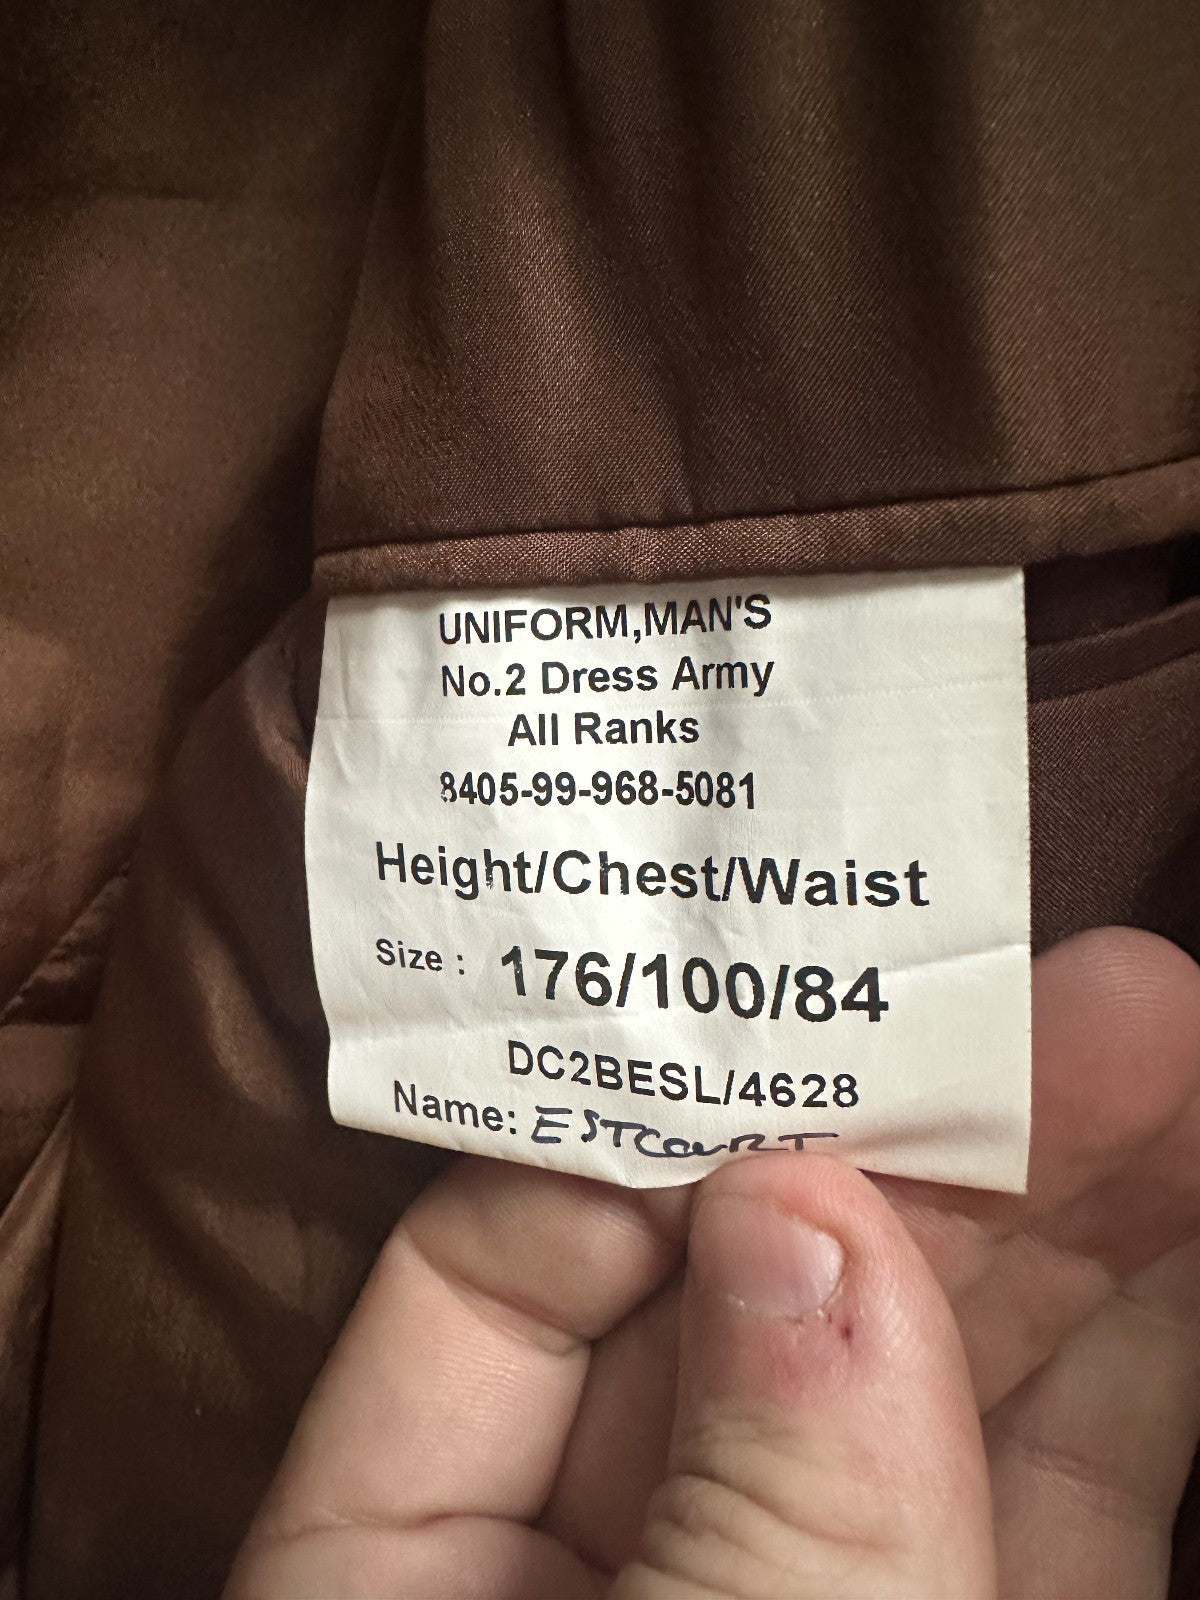 UNIFORM,MAN'S
No.2 Dress Army
All Ranks
8405-99-968-5081
Height/Chest/Waist
Size : 176/100/84
DC2BESL/4628
Name: ESTCOURT